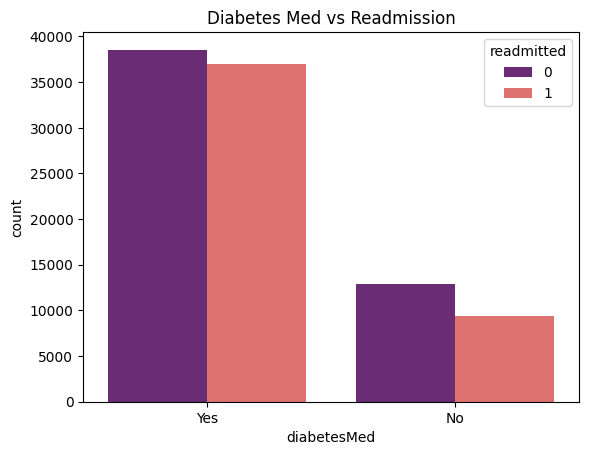 Diabetes Med vs Readmission
readmitted
0
1
40000
35000
30000
25000
20000
15000
10000
5000
0
count
Yes
No
diabetesMed